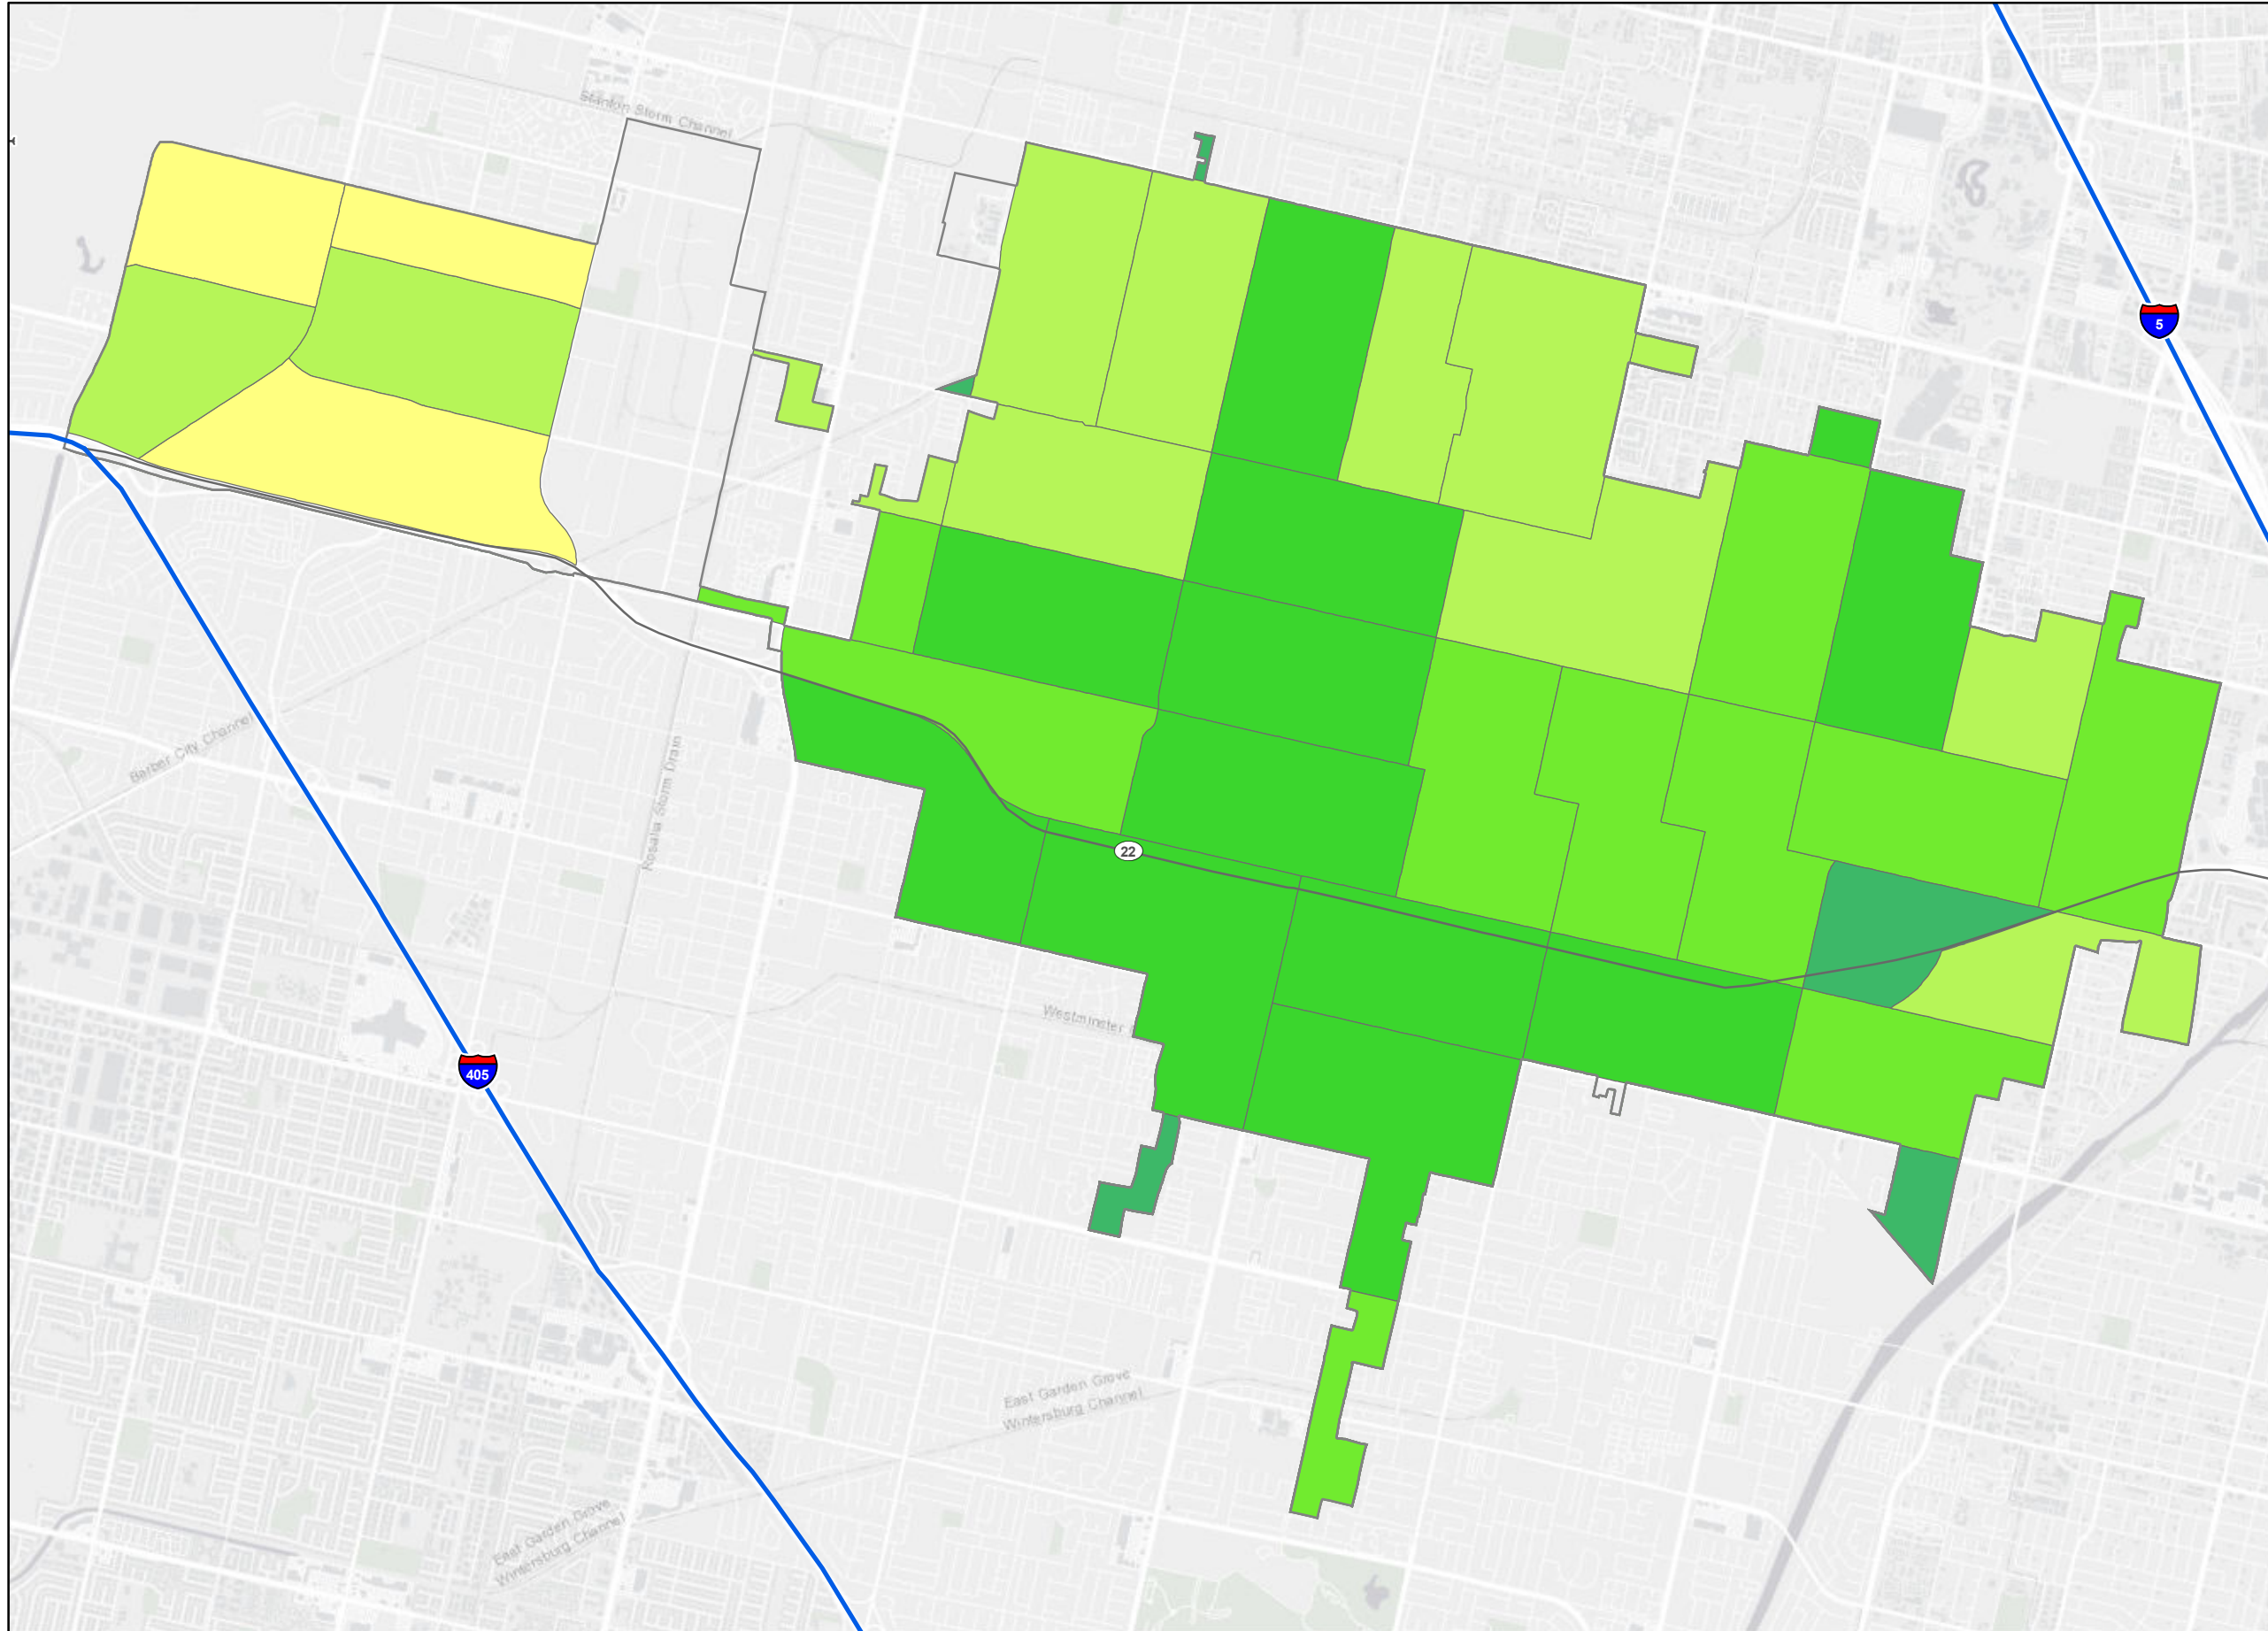 Stanton Storm Channel
5
Barber City Channel
Rosalia Storm Drain
22
Westminster
405
East Garden Grove
Wintersburg Channel
East Garden Grove
Wintersburg Channel